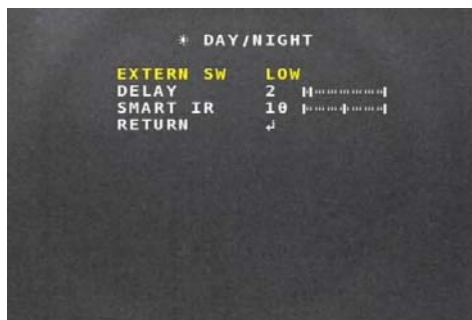 ☀ DAY/NIGHT
EXTERN SW LOW
DELAY 2
SMART IR 10
RETURN ↲